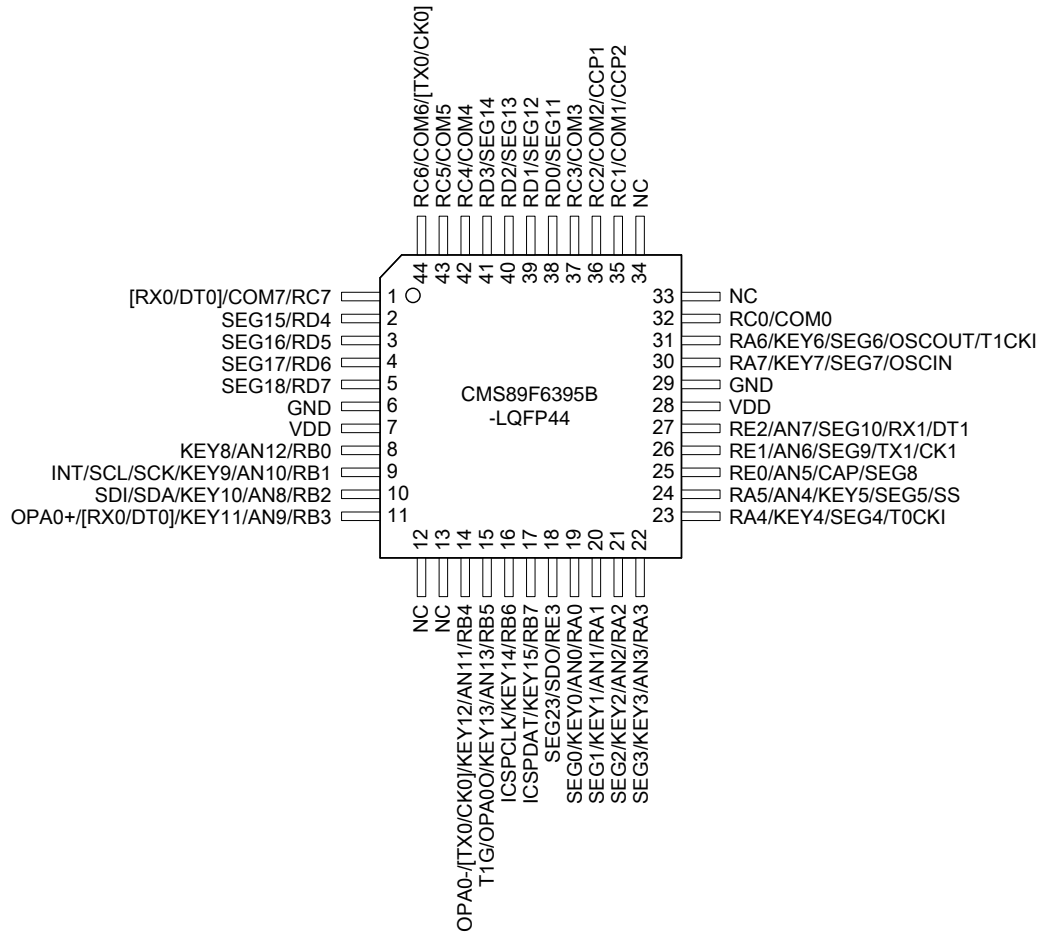 RC6/COM6/[TX0/CK0]
RC5/COM5
RC4/COM4
RD3/SEG14
RD2/SEG13
RD1/SEG12
RD0/SEG11
RC3/COM3
RC2/COM2/CCP1
RC1/COM1/CCP2
NC
44
43
42
41
40
39
38
37
36
35
34
[RX0/DT0]/COM7/RC7
SEG15/RD4
SEG16/RD5
SEG17/RD6
SEG18/RD7
GND
VDD
KEY8/AN12/RB0
INT/SCL/SCK/KEY9/AN10/RB1
SDI/SDA/KEY10/AN8/RB2
OPA0+/[RX0/DT0]/KEY11/AN9/RB3
1
2
3
4
5
6
7
8
9
10
11
CMS89F6395B
-LQFP44
33
32
31
30
29
28
27
26
25
24
23
NC
RC0/COM0
RA6/KEY6/SEG6/OSCOUT/T1CKI
RA7/KEY7/SEG7/OSCIN
GND
VDD
RE2/AN7/SEG10/RX1/DT1
RE1/AN6/SEG9/TX1/CK1
RE0/AN5/CAP/SEG8
RA5/AN4/KEY5/SEG5/SS
RA4/KEY4/SEG4/T0CKI
12
13
14
15
16
17
18
19
20
21
22
NC
NC
OPA0-/[TX0/CK0]/KEY12/AN11/RB4
T1G/OPA0O/KEY13/AN13/RB5
ICSPCLK/KEY14/RB6
ICSPDAT/KEY15/RB7
SEG23/SDO/RE3
SEG0/KEY0/AN0/RA0
SEG1/KEY1/AN1/RA1
SEG2/KEY2/AN2/RA2
SEG3/KEY3/AN3/RA3